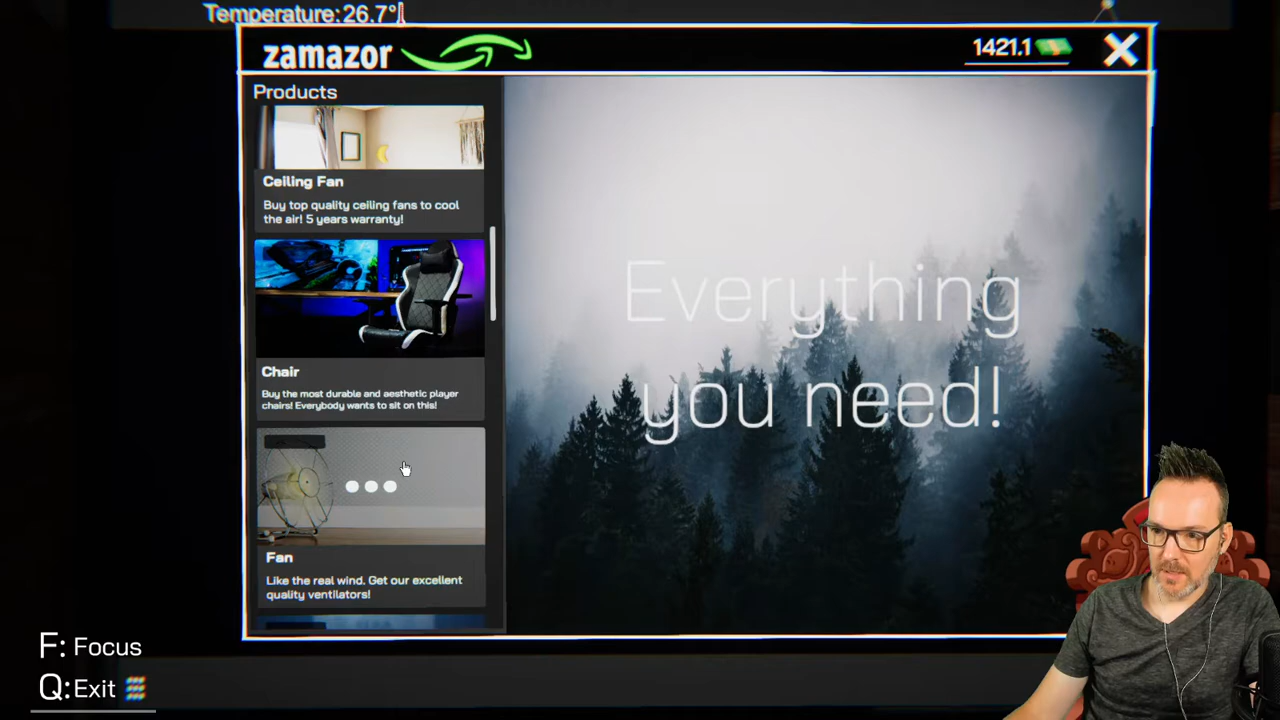 Temperature: 26.7°
zamazor
1421.1
Products
Ceiling Fan
Buy top quality ceiling fans to cool
the air! 5 years warranty!
Chair
Buy the most durable and aesthetic player
chairs! Everybody wants to sit on this!
Fan
Like the real wind. Get our excellent
quality ventilators!
Everything
you need!
F: Focus
Q:Exit